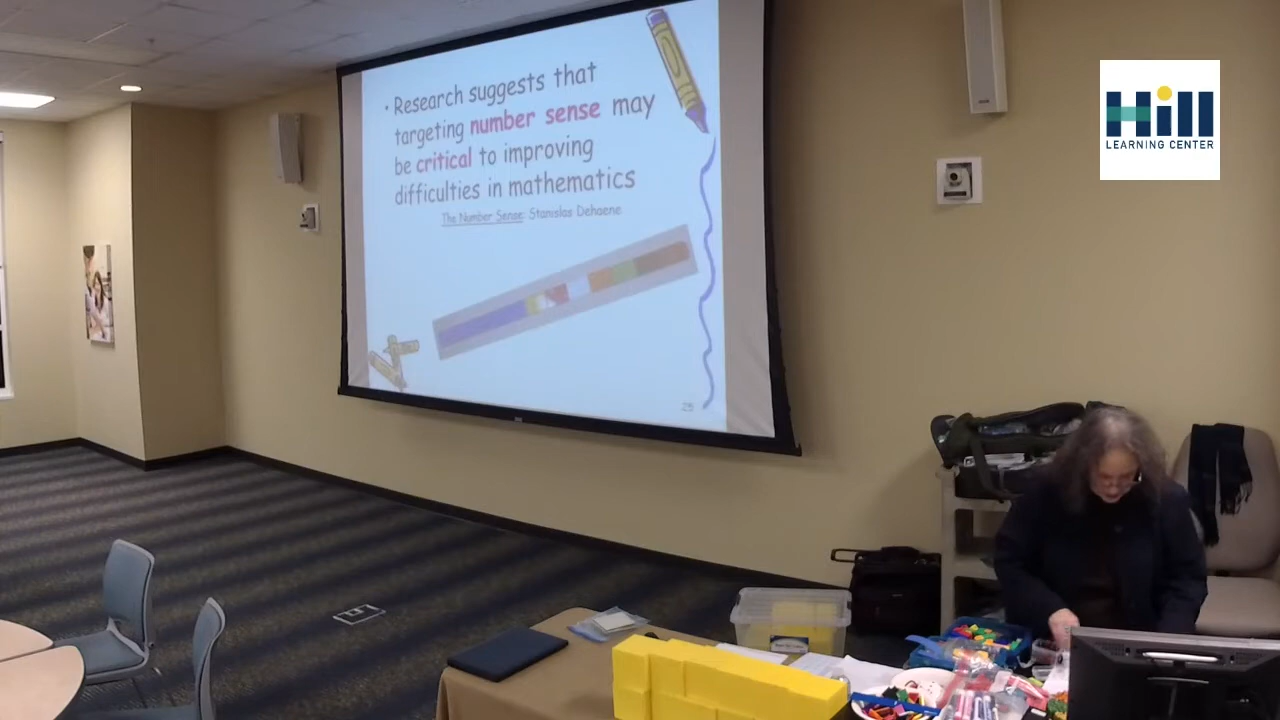 • Research suggests that
targeting number sense may
be critical to improving
difficulties in mathematics
The Number Sense: Stanislas Dehaene
25
Hill
LEARNING CENTER